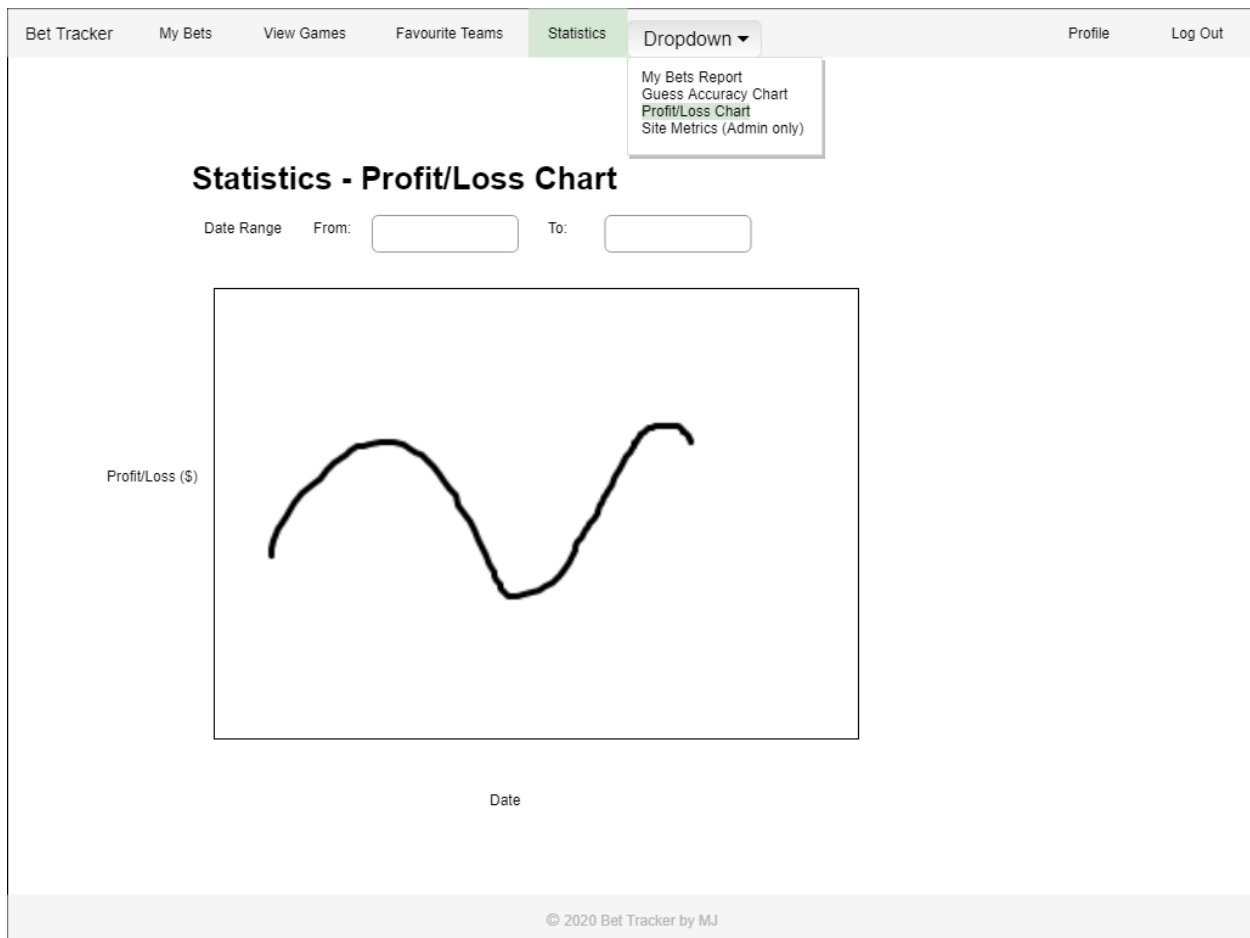 Bet Tracker My Bets View Games Favourite Teams Statistics Dropdown Profile Log Out
My Bets Report
Guess Accuracy Chart
Profit/Loss Chart
Site Metrics (Admin only)
Statistics - Profit/Loss Chart
Date Range From: To:
Profit/Loss ($)
Date
© 2020 Bet Tracker by MJ